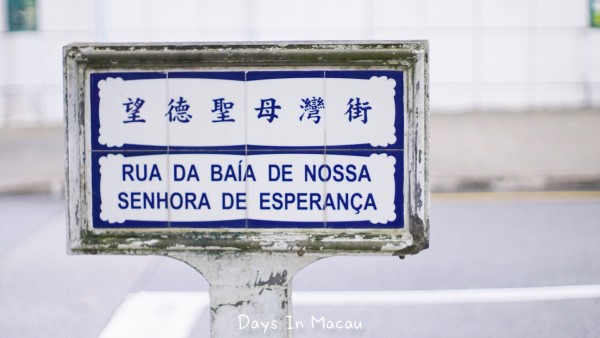 望德聖母灣街
RUA DA BAÍA DE NOSSA
SENHORA DE ESPERANÇA
Days In Macau